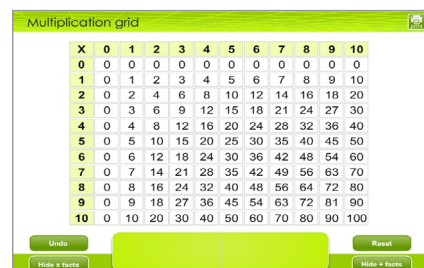 Multiplication grid
X 0 1 2 3 4 5 6 7 8 9 10
0 0 0 0 0 0 0 0 0 0 0 0
1 0 1 2 3 4 5 6 7 8 9 10
2 0 2 4 6 8 10 12 14 16 18 20
3 0 3 6 9 12 15 18 21 24 27 30
4 0 4 8 12 16 20 24 28 32 36 40
5 0 5 10 15 20 25 30 35 40 45 50
6 0 6 12 18 24 30 36 42 48 54 60
7 0 7 14 21 28 35 42 49 56 63 70
8 0 8 16 24 32 40 48 56 64 72 80
9 0 9 18 27 36 45 54 63 72 81 90
10 0 10 20 30 40 50 60 70 80 90 100
Undo Reset
Hide x facts Hide ÷ facts